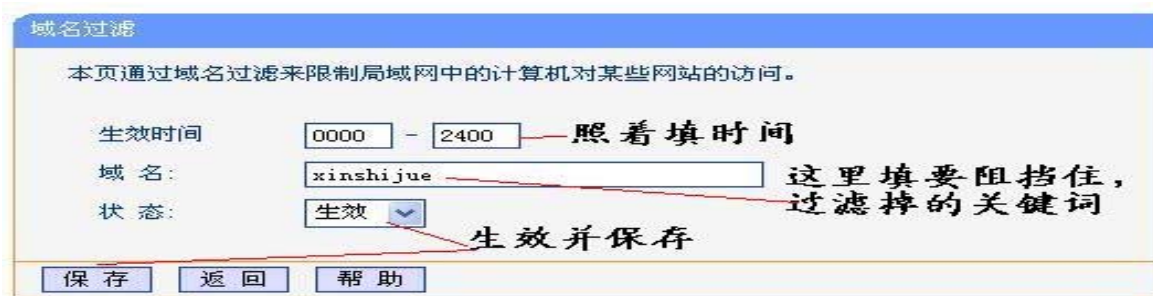 域名过滤
本页通过域名过滤来限制局域网中的计算机对某些网站的访问。
生效时间 0000 - 2400 照着填时间
域 名: xinshijue 这里填要阻挡住,
过滤掉的关键词
状 态: 生效
生效并保存
保 存 返 回 帮 助